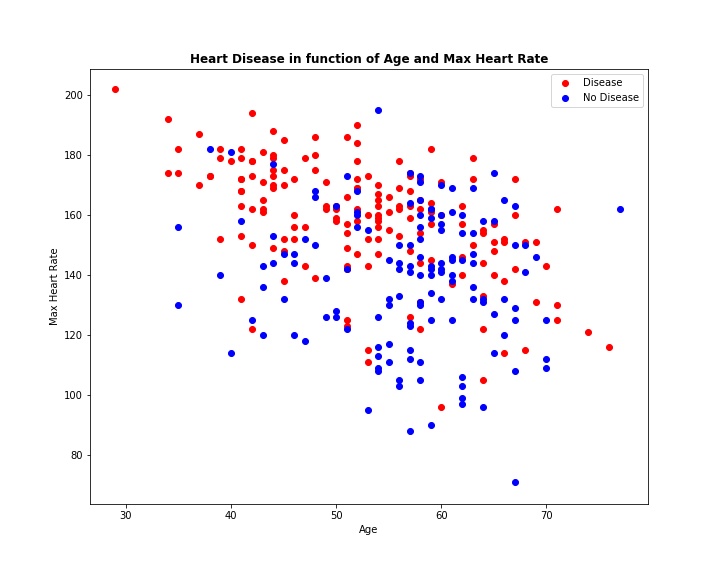 Heart Disease in function of Age and Max Heart Rate
Disease
No Disease
Max Heart Rate
200
180
160
140
120
100
80
30
40
50
60
70
Age